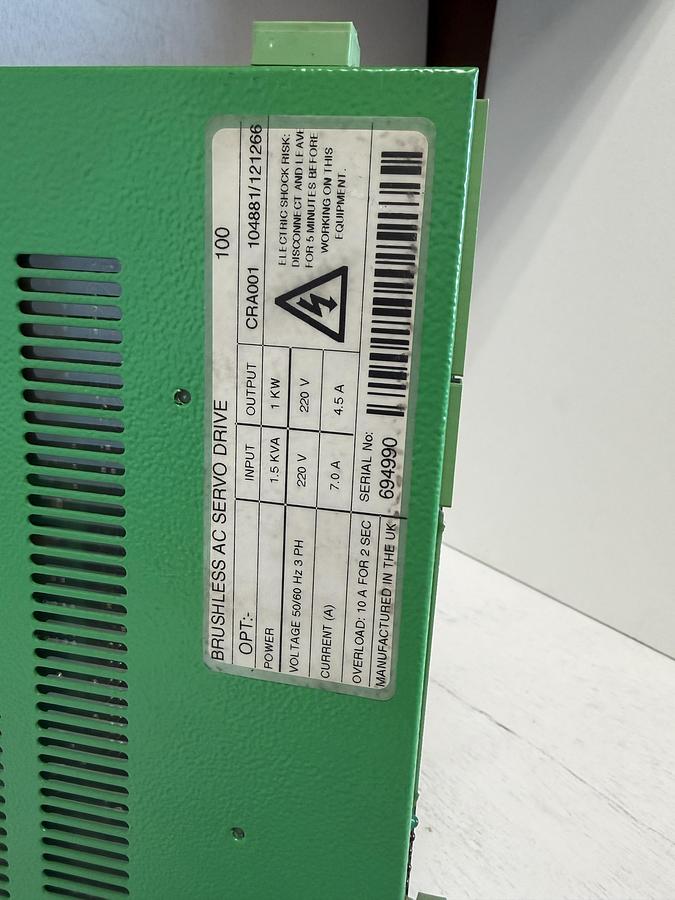 BRUSHLESS AC SERVO DRIVE 100
OPT:- CRA001 104881/121266
INPUT OUTPUT
POWER 1.5 KVA 1 KW
VOLTAGE 50/60 Hz 3 PH 220 V 220 V
CURRENT (A) 7.0 A 4.5 A
ELECTRIC SHOCK RISK:
DISCONNECT AND LEAVE
FOR 5 MINUTES BEFORE
WORKING ON THIS
EQUIPMENT.
OVERLOAD: 10 A FOR 2 SEC
MANUFACTURED IN THE UK
SERIAL No:
694990